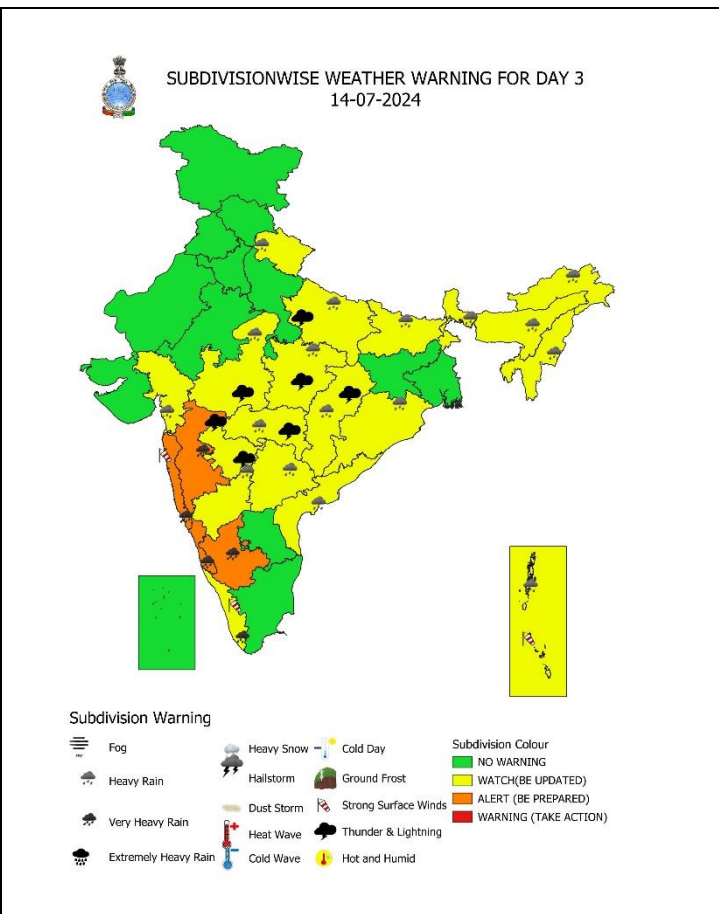 SUBDIVISIONWISE WEATHER WARNING FOR DAY 3
14-07-2024
Subdivision Warning
Fog
Heavy Rain
Very Heavy Rain
Extremely Heavy Rain
Heavy Snow
Hailstorm
Dust Storm
Heat Wave
Cold Wave
Cold Day
Ground Frost
Strong Surface Winds
Thunder & Lightning
Hot and Humid
Subdivision Colour
NO WARNING
WATCH(BE UPDATED)
ALERT (BE PREPARED)
WARNING (TAKE ACTION)